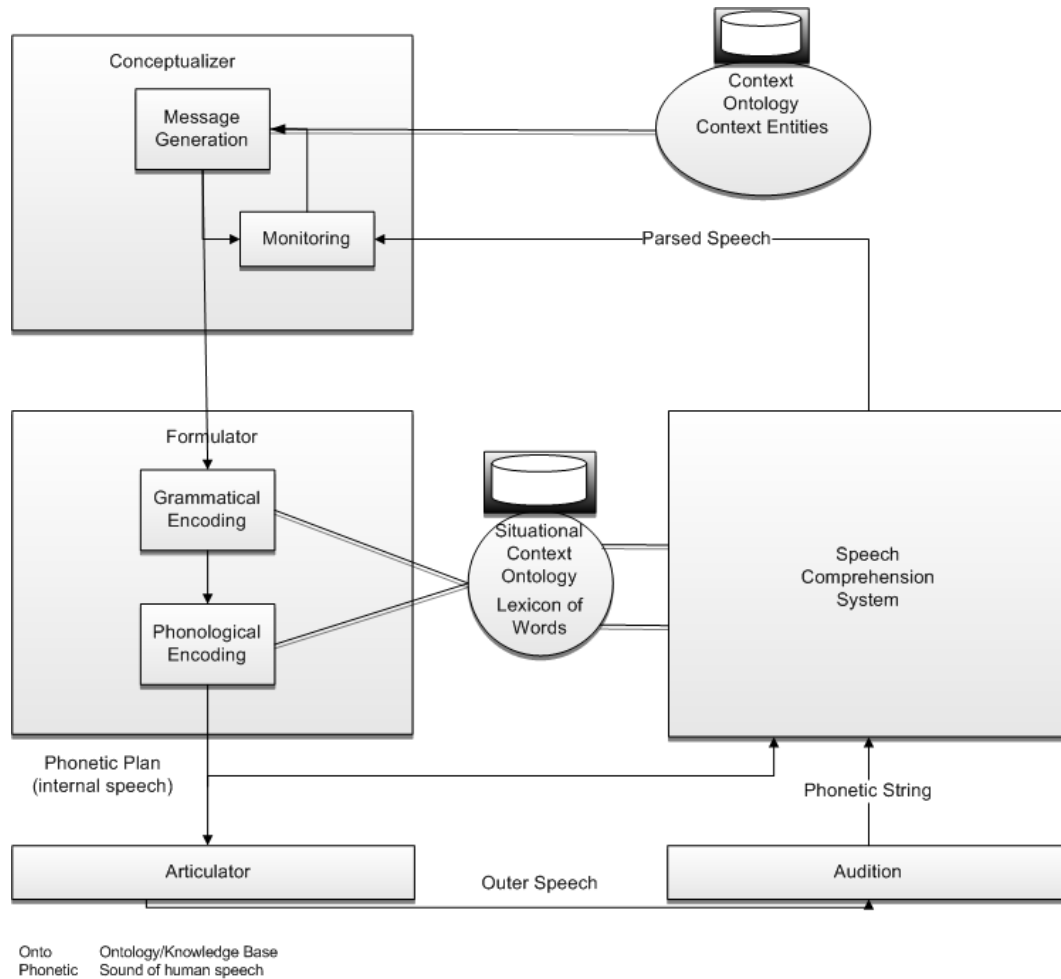 Conceptualizer
Message
Generation
Monitoring
Context
Ontology
Context Entities
Parsed Speech
Formulator
Grammatical
Encoding
Phonological
Encoding
Situational
Context
Ontology
Lexicon of
Words
Speech
Comprehension
System
Phonetic Plan
(internal speech)
Phonetic String
Articulator
Outer Speech
Audition
Onto Ontology/Knowledge Base
Phonetic Sound of human speech